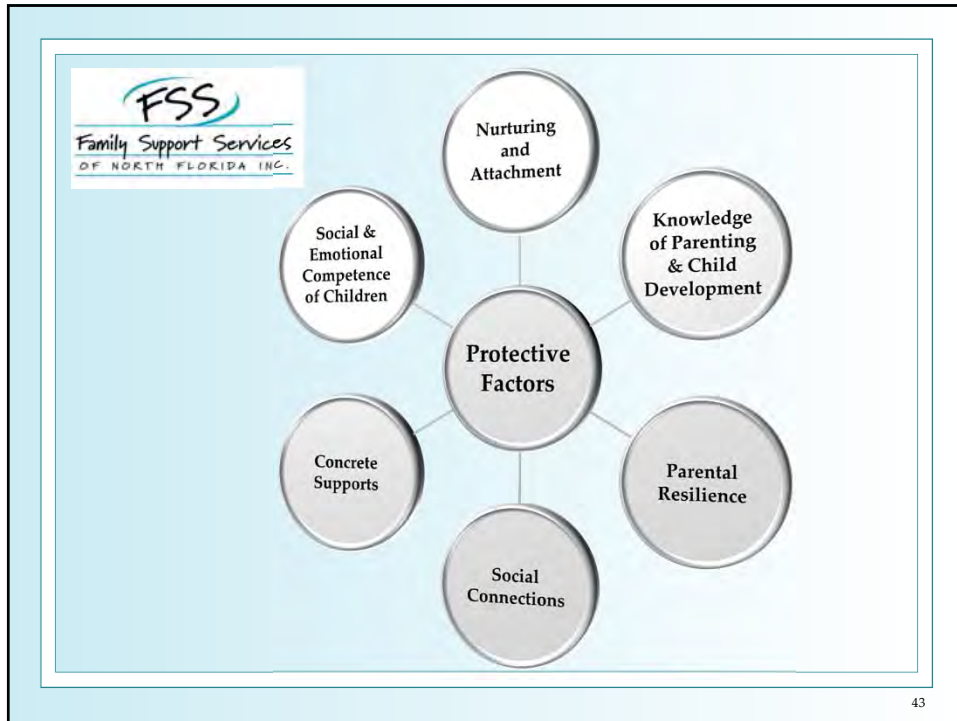 FSS
Family Support Services
OF NORTH FLORIDA INC.
Nurturing
and
Attachment
Knowledge
of Parenting
& Child
Development
Parental
Resilience
Social
Connections
Concrete
Supports
Social &
Emotional
Competence
of Children
Protective
Factors
43